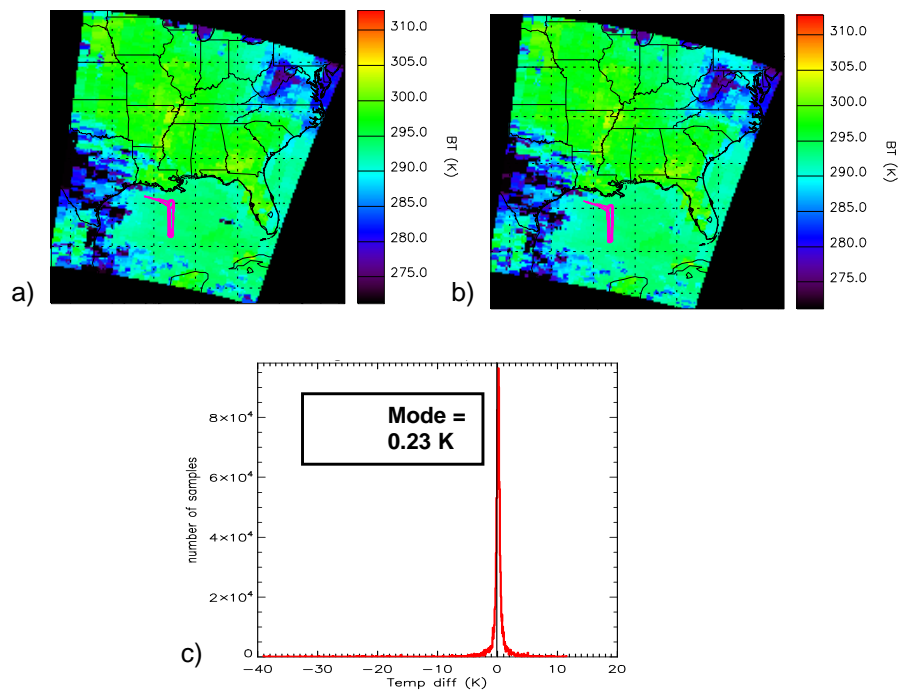 310.0
305.0
300.0
295.0
290.0
285.0
280.0
275.0
BT (K)
a)
310.0
305.0
300.0
295.0
290.0
285.0
280.0
275.0
BT (K)
b)
Mode =
0.23 K
8×10⁴
6×10⁴
4×10⁴
2×10⁴
0
number of samples
c)
−40 −30 −20 −10 0 10 20
Temp diff (K)